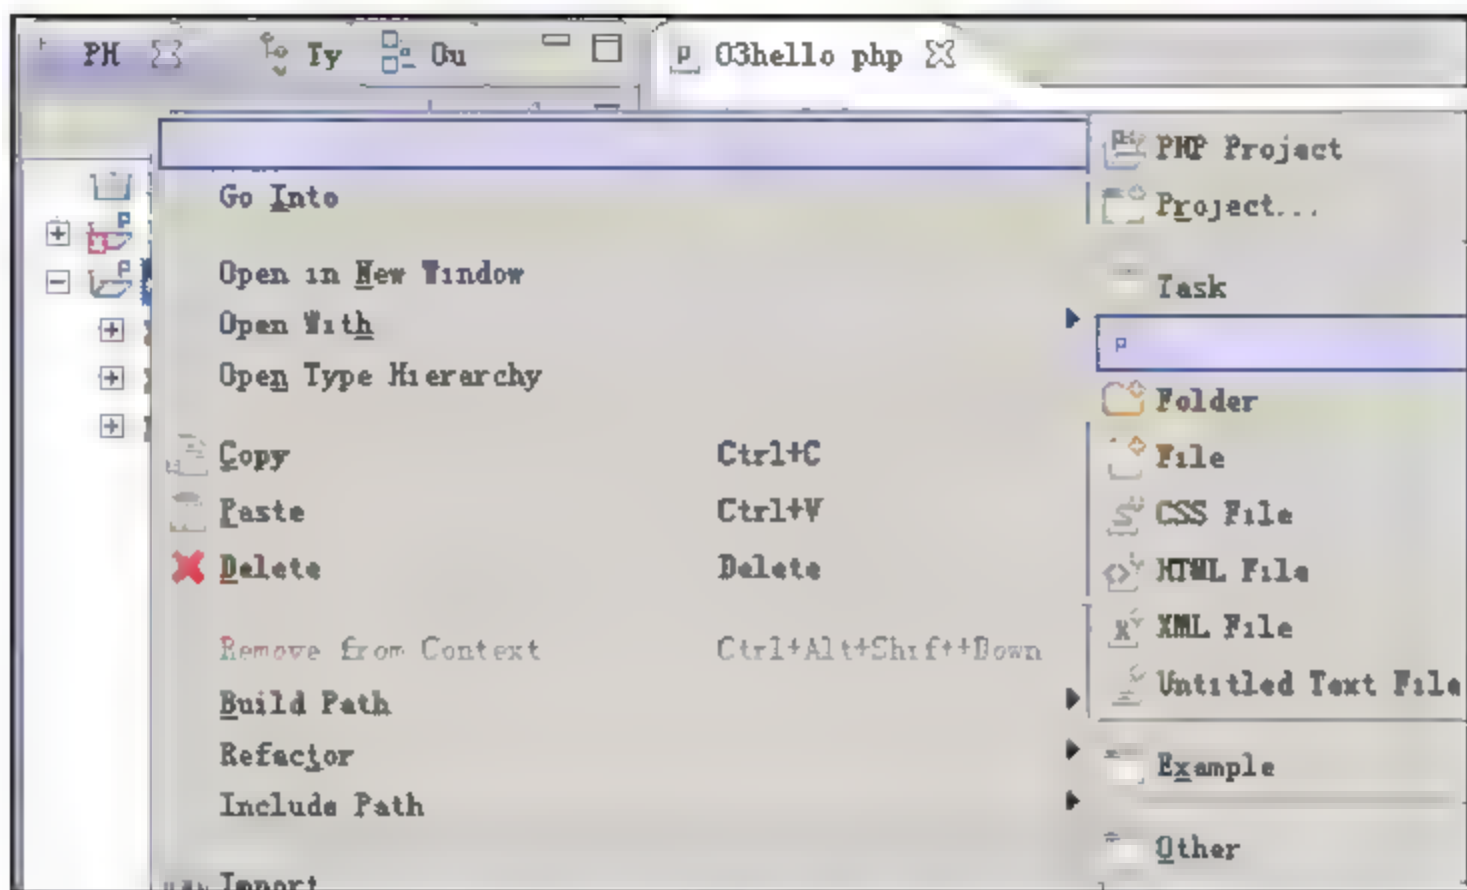 PH Ty Ou P 03hello php
Go Into
Open in New Window
Open With
Open Type Hierarchy
Copy Ctrl+C
Paste Ctrl+V
Delete Delete
Remove from Context Ctrl+Alt+Shift+Down
Build Path
Refactor
Include Path
Import
PHP Project
Project...
Task
Folder
File
CSS File
HTML File
XML File
Untitled Text File
Example
Other